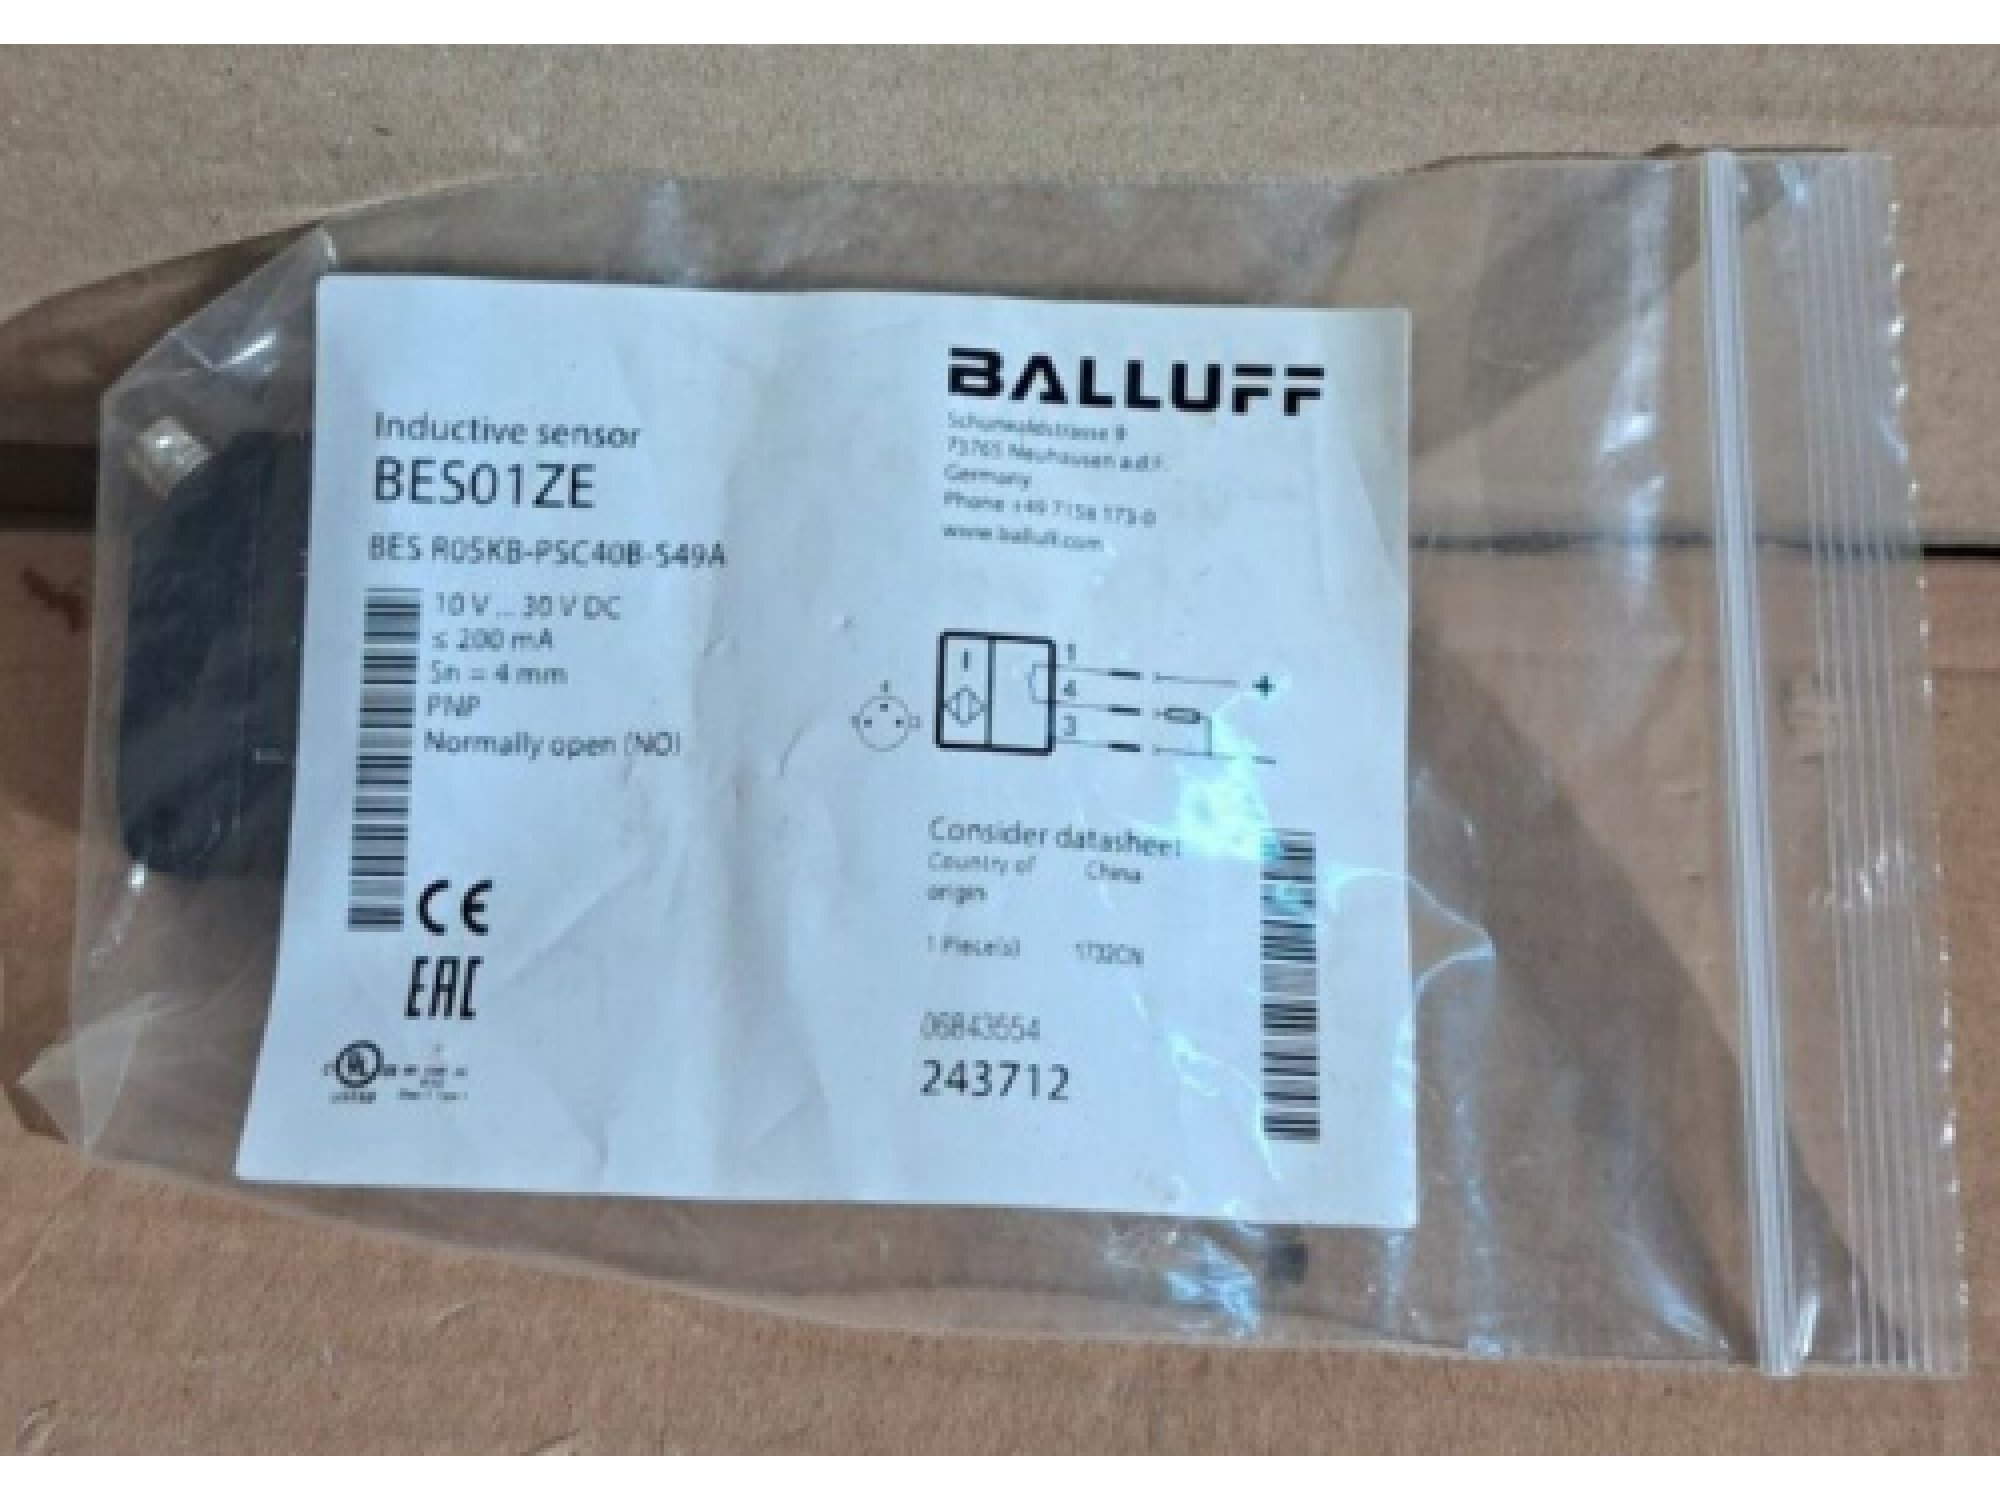 BALLUFF
Schurwaldstrasse 9
73765 Neuhausen a.d.F.
Germany
Phone +49 7158 173-0
www.balluff.com
Inductive sensor
BES01ZE
BES R05KB-PSC40B-S49A
10 V ... 30 V DC
≤ 200 mA
Sn = 4 mm
PNP
Normally open (NO)
1
4
3
+
Consider datasheet
Country of China
origin
1 Piece(s) 1732CN
06843554
243712
CE
EAC
UL